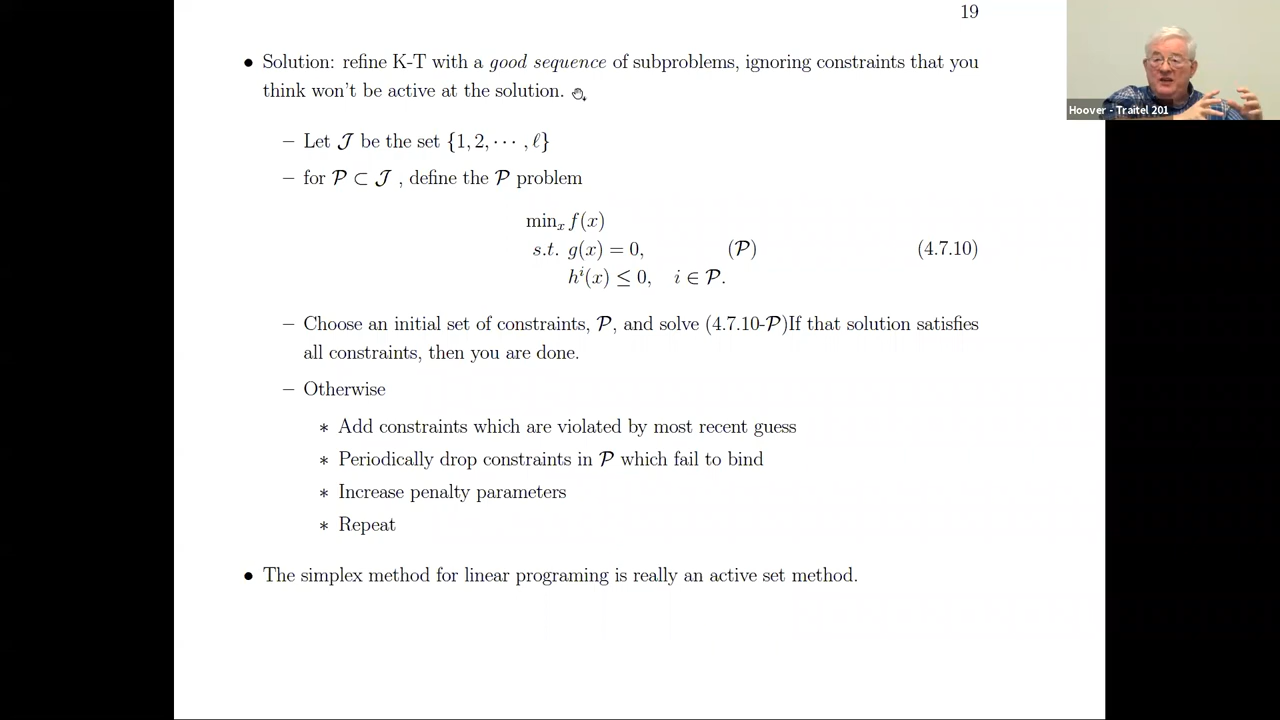 19
• Solution: refine K-T with a good sequence of subproblems, ignoring constraints that you
think won't be active at the solution.
Hoover - Traitel 201
– Let 𝒥 be the set {1, 2, ⋯ , ℓ}
– for 𝒫 ⊂ 𝒥 , define the 𝒫 problem
minₓ f(x)
s.t. g(x) = 0, (𝒫) (4.7.10)
hⁱ(x) ≤ 0, i ∈ 𝒫.
– Choose an initial set of constraints, 𝒫, and solve (4.7.10-𝒫)If that solution satisfies
all constraints, then you are done.
– Otherwise
∗ Add constraints which are violated by most recent guess
∗ Periodically drop constraints in 𝒫 which fail to bind
∗ Increase penalty parameters
∗ Repeat
• The simplex method for linear programing is really an active set method.